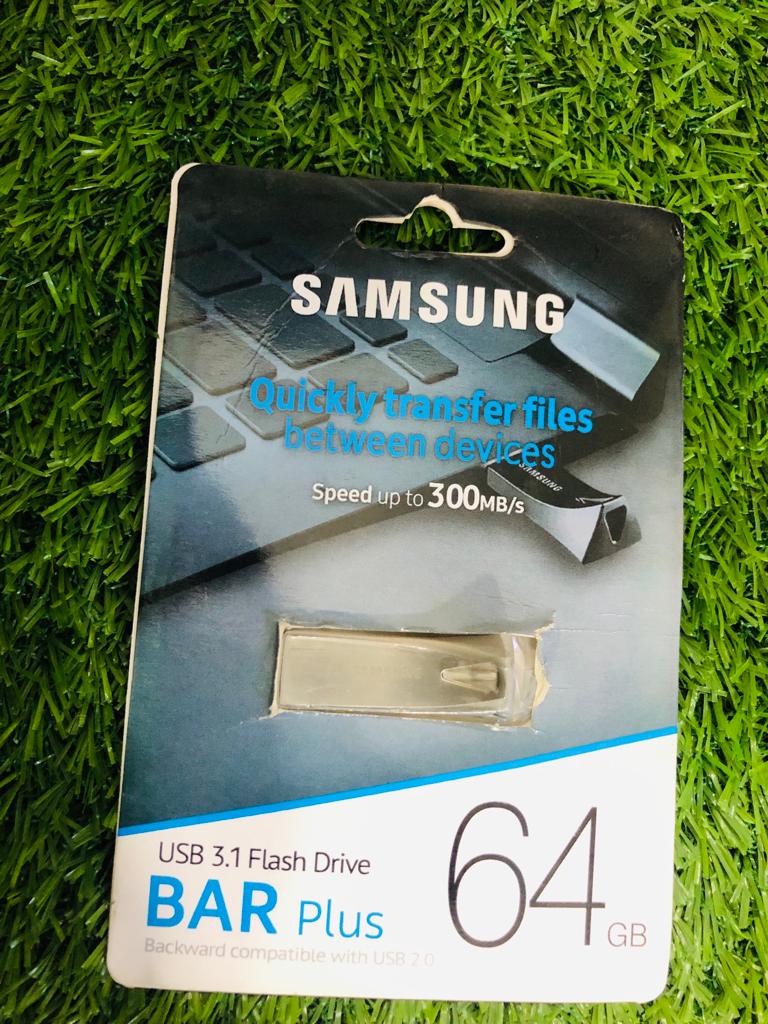 SAMSUNG
Quickly transfer files
between devices
SAMSUNG
Speed up to 300MB/s
SAMSUNG
USB 3.1 Flash Drive
BAR Plus
64 GB
Backward compatible with USB 2.0